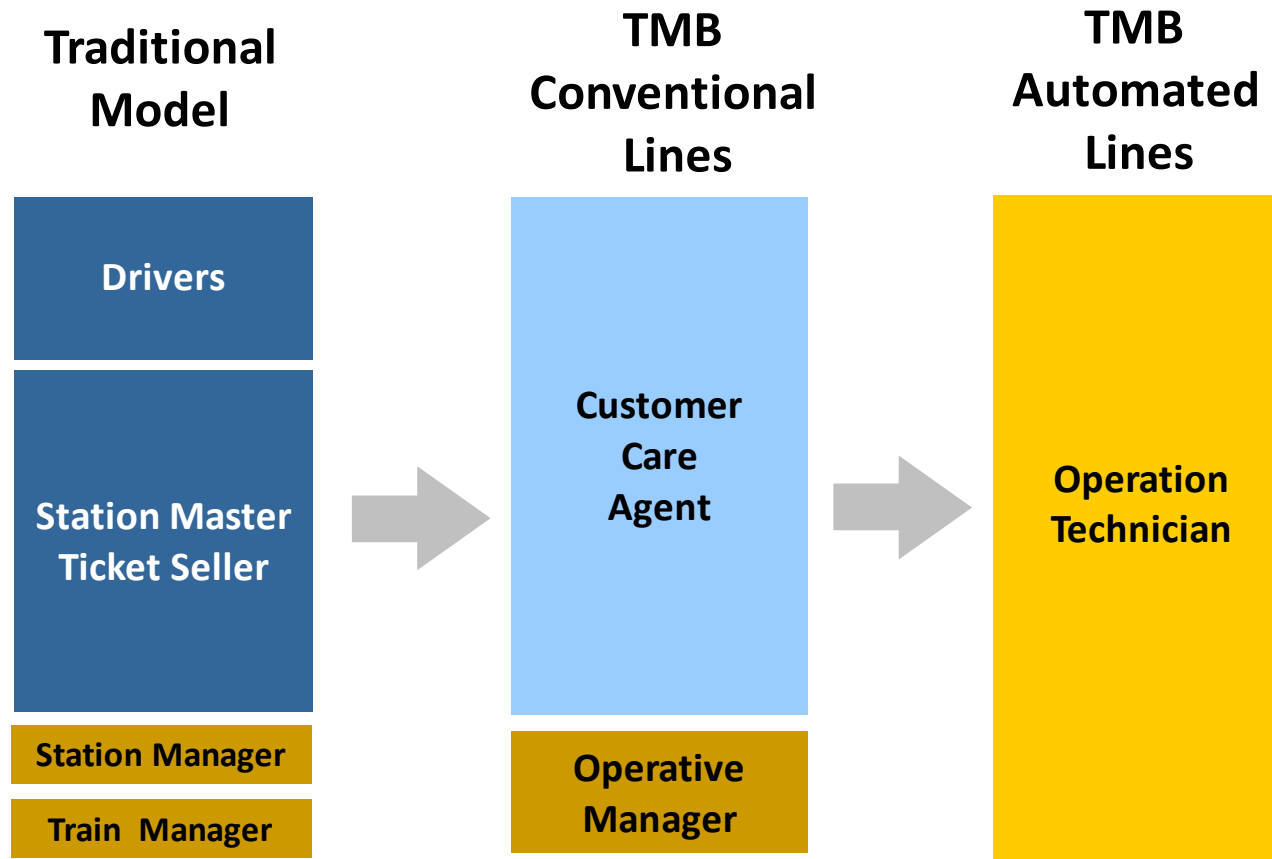 Traditional
Model
TMB
Conventional
Lines
TMB
Automated
Lines
Drivers
Station Master
Ticket Seller
Station Manager
Train Manager
Customer
Care
Agent
Operative
Manager
Operation
Technician